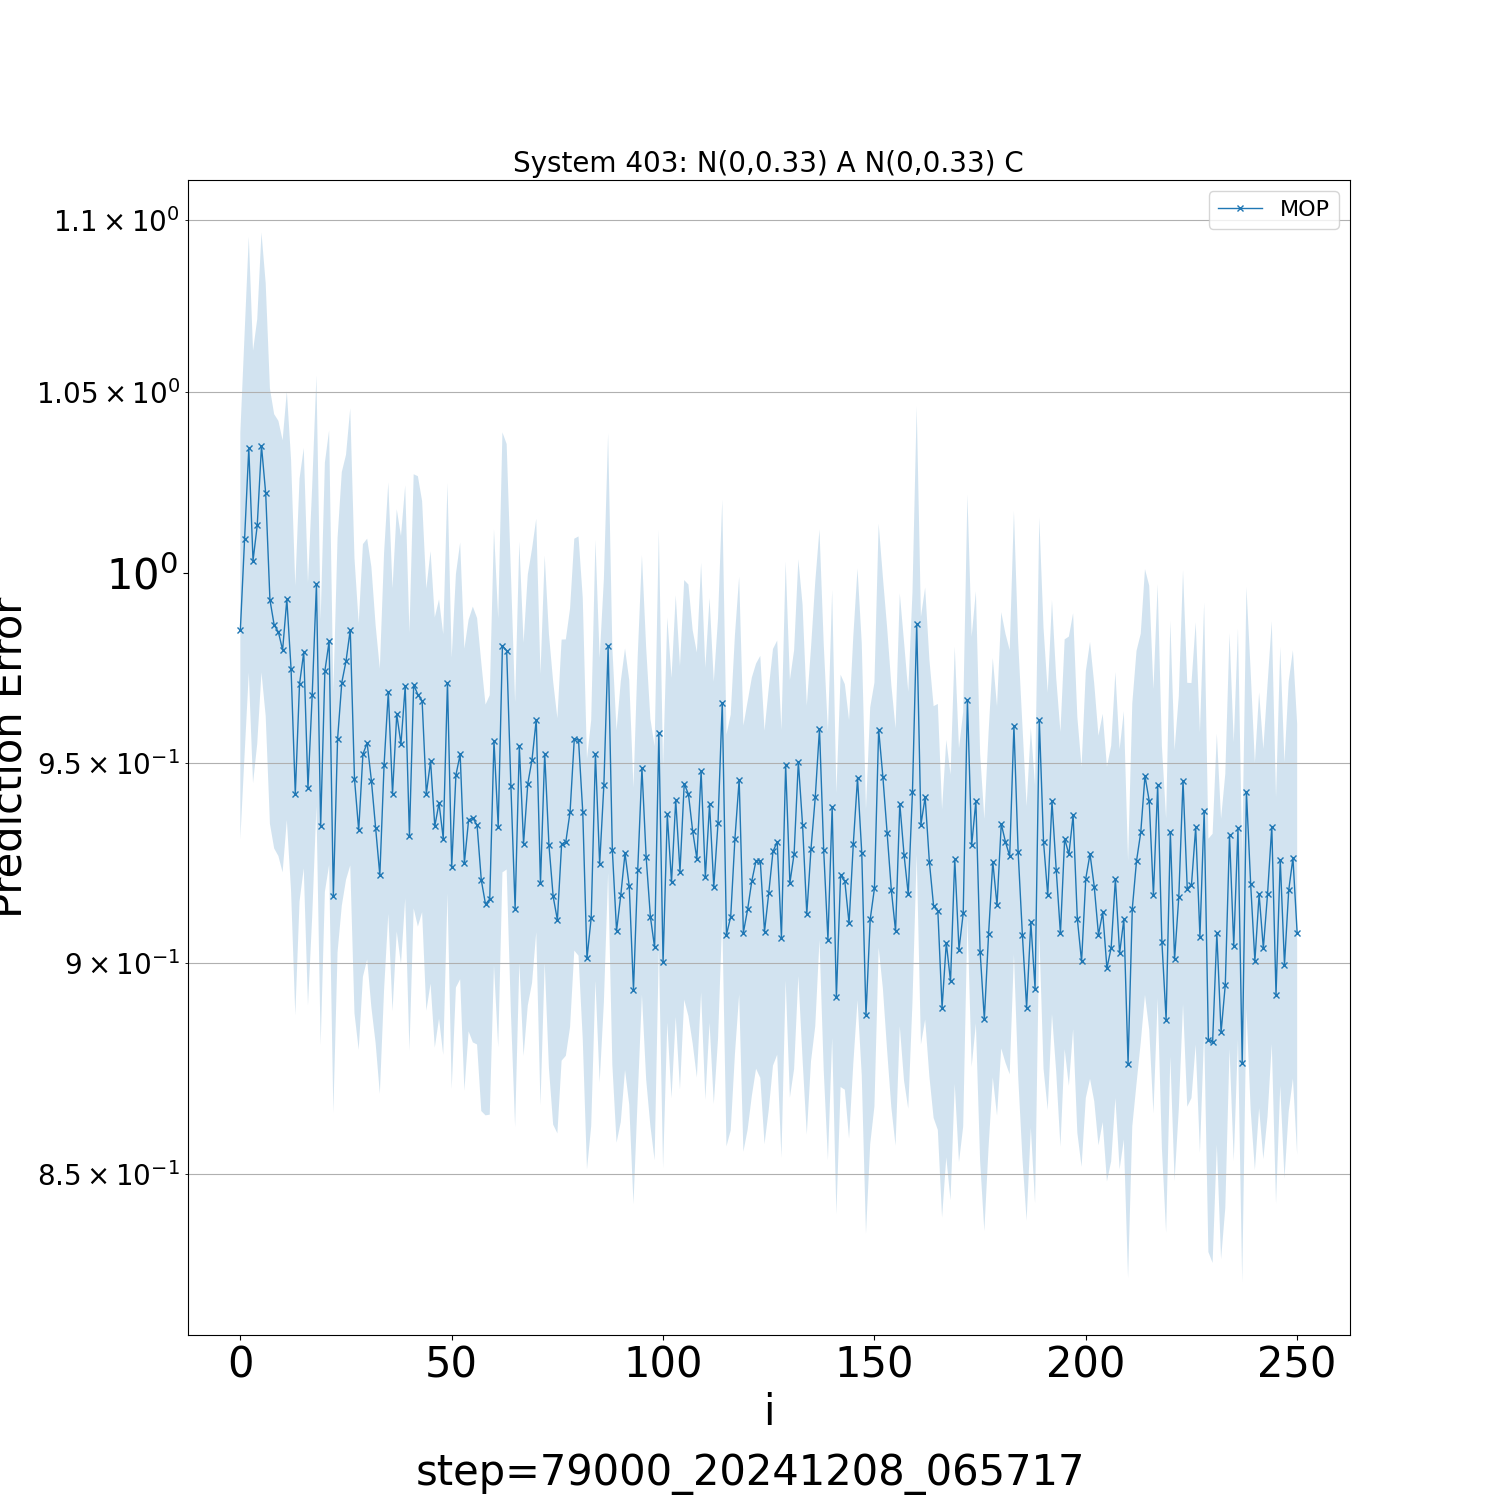 System 403: N(0,0.33) A N(0,0.33) C
MOP
1.1 × 10⁰
1.05 × 10⁰
10⁰
9.5 × 10⁻¹
9 × 10⁻¹
8.5 × 10⁻¹
Prediction Error
0 50 100 150 200 250
i
step=79000_20241208_065717